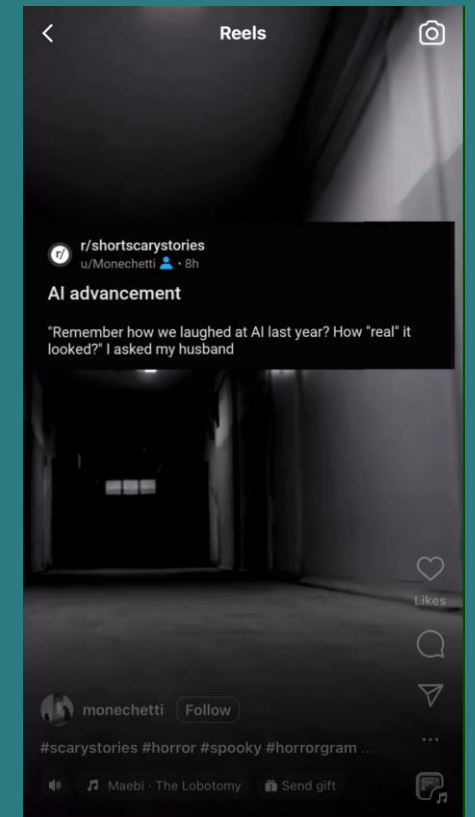 Reels
r/
r/shortscarystories
u/Monechetti • 8h
AI advancement
"Remember how we laughed at AI last year? How "real" it
looked?" I asked my husband
Likes
monechetti Follow
#scarystories #horror #spooky #horrorgram ...
Maebi · The Lobotomy Send gift